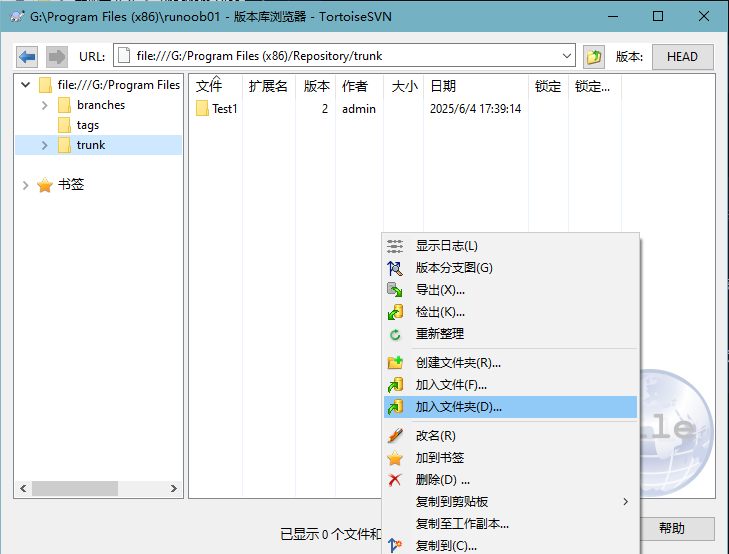 G:\Program Files (x86)\runoob01 - 版本库浏览器 - TortoiseSVN
URL: file:///G:/Program Files (x86)/Repository/trunk 版本: HEAD
file:///G:/Program Files
branches
tags
trunk
书签
文件 扩展名 版本 作者 大小 日期 锁定 锁定...
Test1 2 admin 2025/6/4 17:39:14
显示日志(L)
版本分支图(G)
导出(X)...
检出(K)...
重新整理
创建文件夹(R)...
加入文件(F)...
加入文件夹(D)...
改名(R)
加到书签
删除(D) ...
复制到剪贴板
复制至工作副本...
复制到(C)...
已显示 0 个文件和
帮助